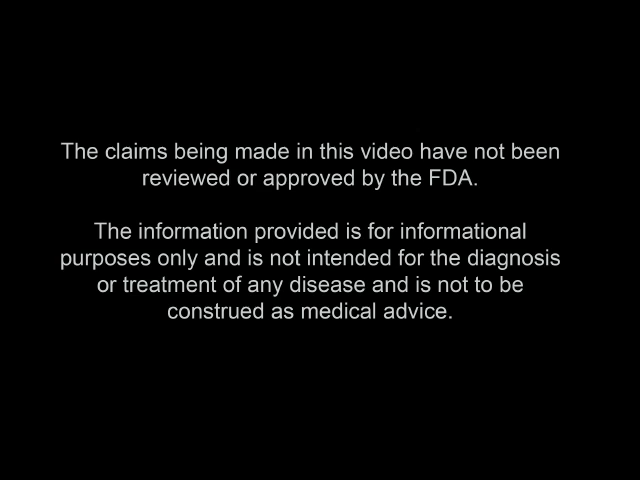 The claims being made in this video have not been
reviewed or approved by the FDA.
The information provided is for informational
purposes only and is not intended for the diagnosis
or treatment of any disease and is not to be
construed as medical advice.